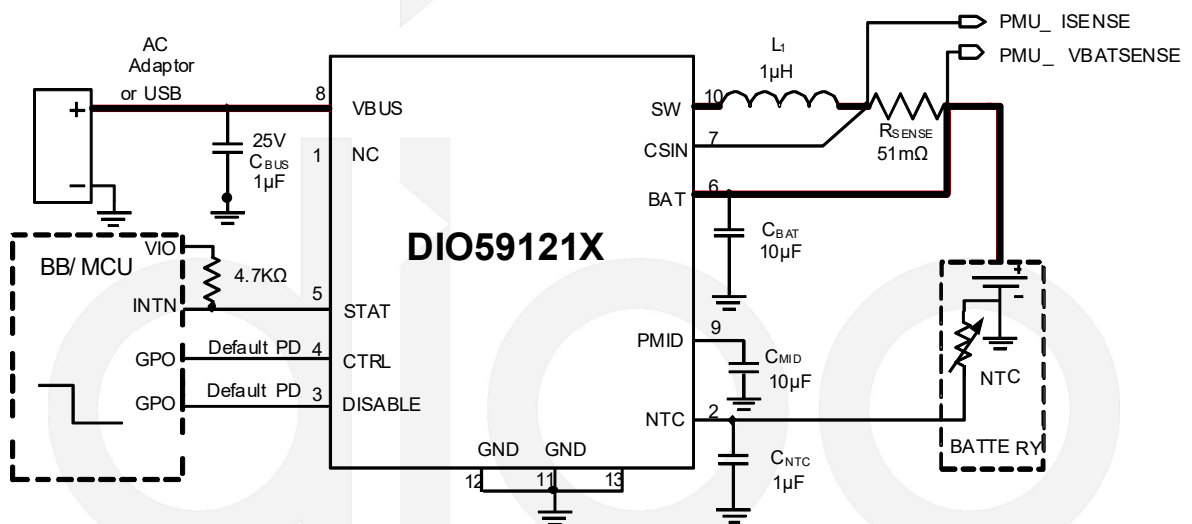 PMU_ ISENSE
PMU_ VBATSENSE
AC
Adaptor
or USB
L1
1µH
8
VBUS
SW
10
RSENSE
51mΩ
25V
CBUS
1µF
1
NC
CSIN
7
BAT
6
CBAT
10µF
DIO59121X
VIO
BB/ MCU
4.7KΩ
INTN
5
STAT
GPO
Default PD
4
CTRL
GPO
Default PD
3
DISABLE
PMID
9
CMID
10µF
NTC
2
CNTC
1µF
NTC
BATTE RY
GND
GND
12
11
13
+
-
+
-
dio